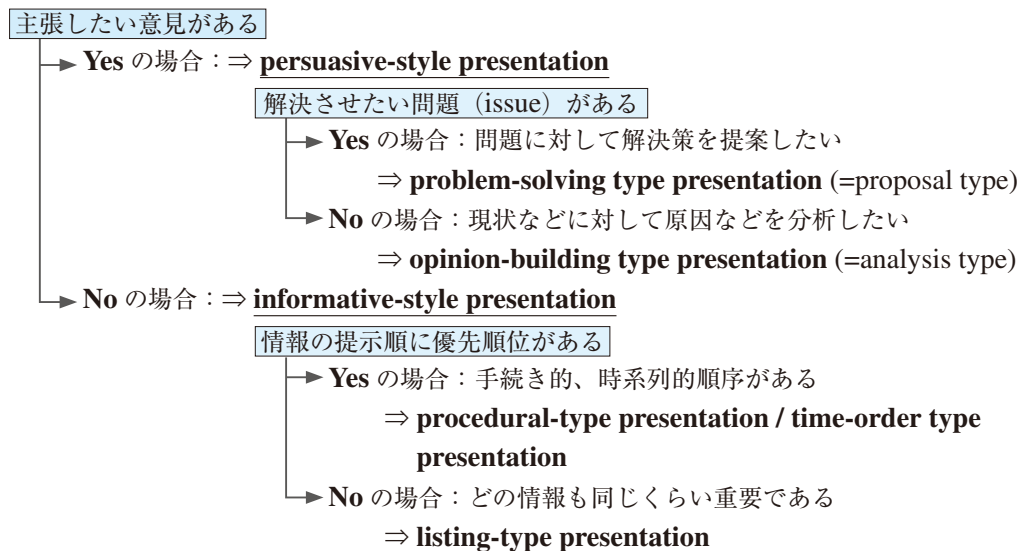 主張したい意見がある
Yes の場合：⇒ persuasive-style presentation
解決させたい問題（issue）がある
Yes の場合：問題に対して解決策を提案したい
⇒ problem-solving type presentation (=proposal type)
No の場合：現状などに対して原因などを分析したい
⇒ opinion-building type presentation (=analysis type)
No の場合：⇒ informative-style presentation
情報の提示順に優先順位がある
Yes の場合：手続き的、時系列的順序がある
⇒ procedural-type presentation / time-order type
presentation
No の場合：どの情報も同じくらい重要である
⇒ listing-type presentation